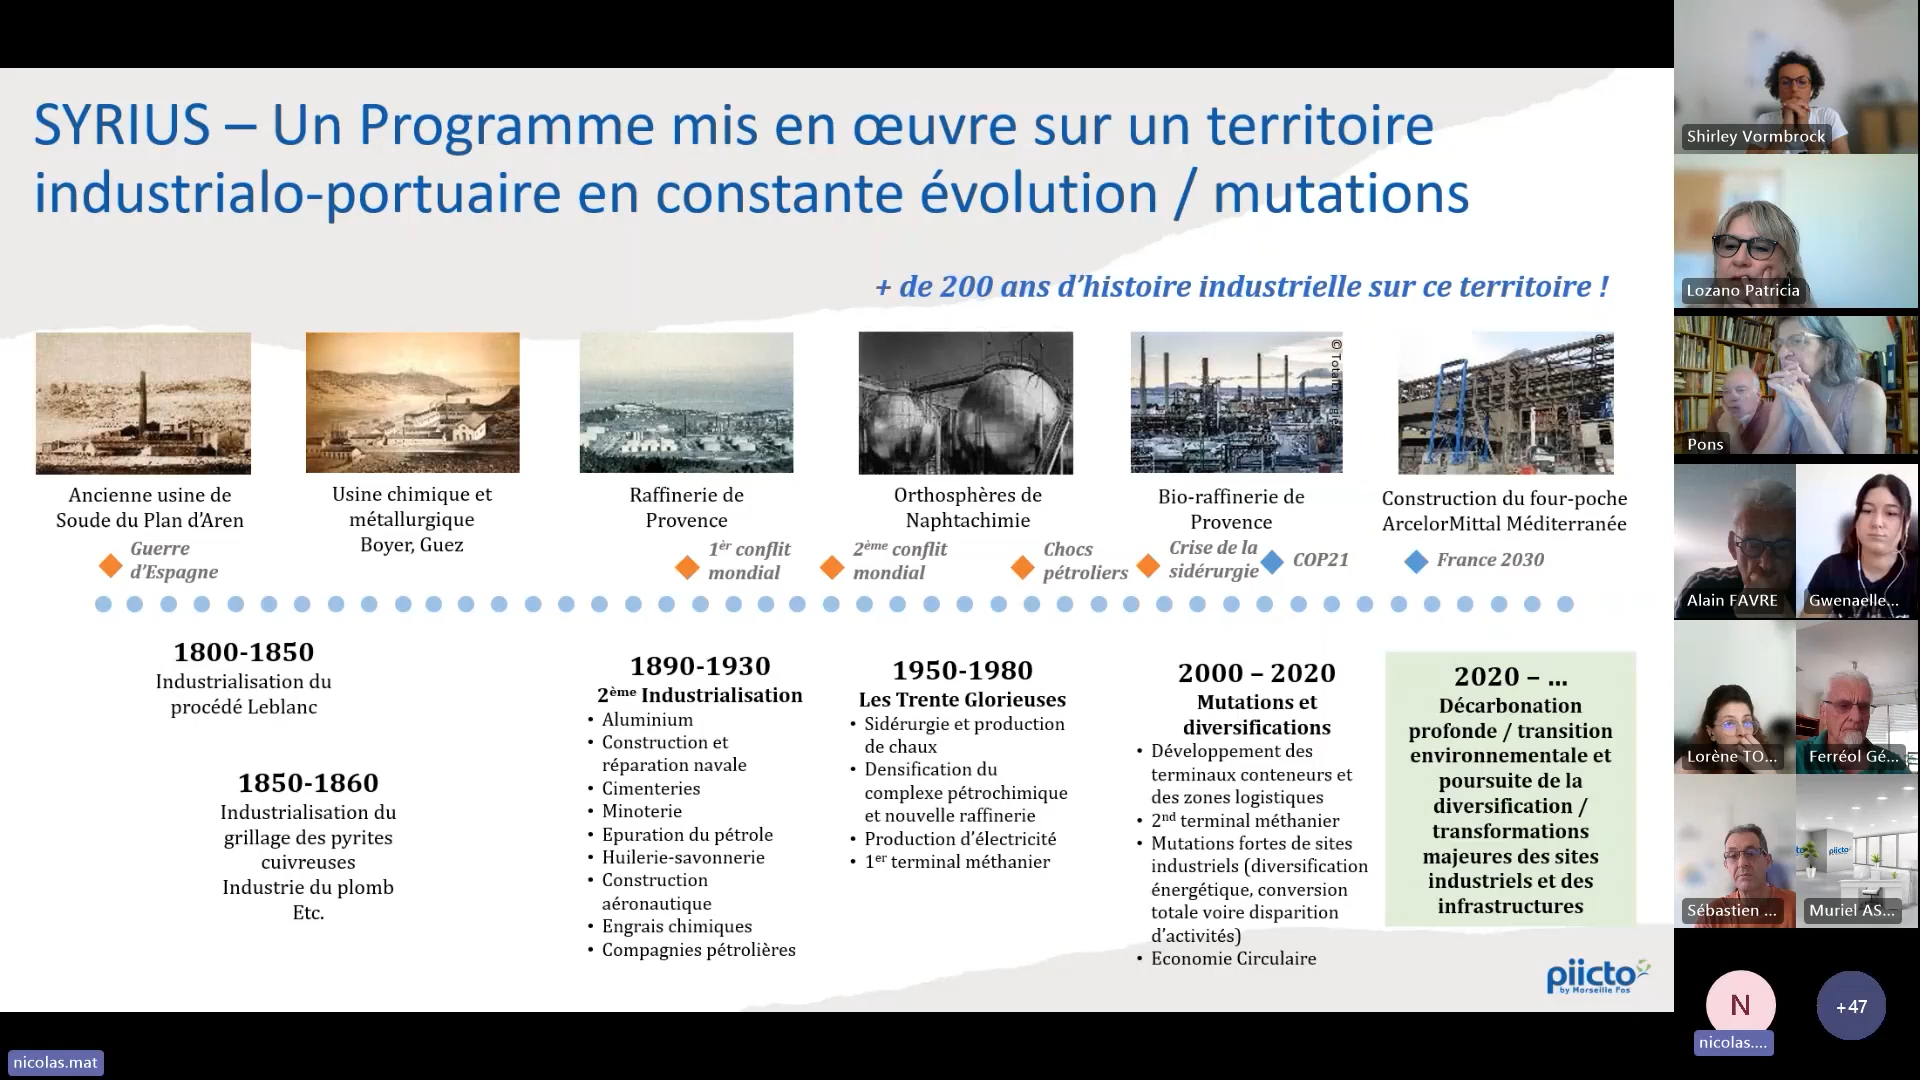 SYRIUS – Un Programme mis en œuvre sur un territoire
industrialo-portuaire en constante évolution / mutations
+ de 200 ans d’histoire industrielle sur ce territoire !
Ancienne usine de
Soude du Plan d’Aren
Usine chimique et
métallurgique
Boyer, Guez
Raffinerie de
Provence
Orthosphères de
Naphtachimie
© Total
Bio-raffinerie de
Provence
Construction du four-poche
ArcelorMittal Méditerranée
Guerre
d’Espagne
1èr conflit
mondial
2ème conflit
mondial
Chocs
pétroliers
Crise de la
sidérurgie
COP21
France 2030
1800-1850
Industrialisation du
procédé Leblanc
1850-1860
Industrialisation du
grillage des pyrites
cuivreuses
Industrie du plomb
Etc.
1890-1930
2ème Industrialisation
• Aluminium
• Construction et
réparation navale
• Cimenteries
• Minoterie
• Epuration du pétrole
• Huilerie-savonnerie
• Construction
aéronautique
• Engrais chimiques
• Compagnies pétrolières
1950-1980
Les Trente Glorieuses
• Sidérurgie et production
de chaux
• Densification du
complexe pétrochimique
et nouvelle raffinerie
• Production d’électricité
• 1er terminal méthanier
2000 – 2020
Mutations et
diversifications
• Développement des
terminaux conteneurs et
des zones logistiques
• 2nd terminal méthanier
• Mutations fortes de sites
industriels (diversification
énergétique, conversion
totale voire disparition
d’activités)
• Economie Circulaire
2020 – ...
Décarbonation
profonde / transition
environnementale et
poursuite de la
diversification /
transformations
majeures des sites
industriels et des
infrastructures
piicto
by Marseille Fos
nicolas.mat
Shirley Vormbrock
Lozano Patricia
Pons
Alain FAVRE
Gwenaelle...
Lorène TO...
Ferréol Gé...
Sébastien ...
piicto
Muriel AS...
N
nicolas....
+47